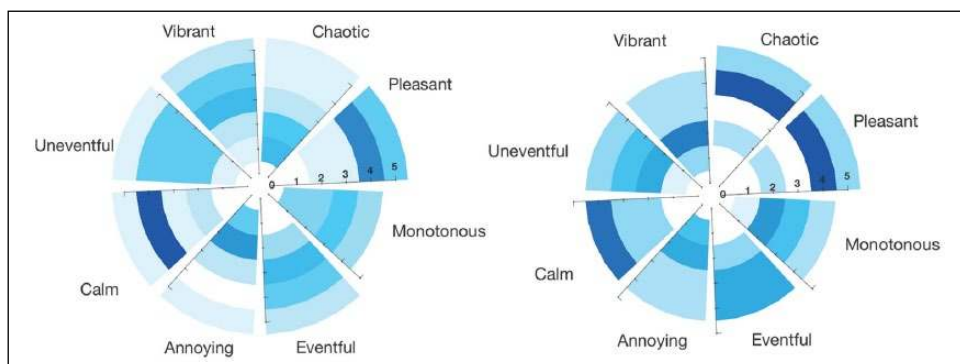 Vibrant
Chaotic
Pleasant
Uneventful
0 1 2 3 4 5
Monotonous
Calm
Annoying
Eventful
Vibrant
Chaotic
Pleasant
Uneventful
0 1 2 3 4 5
Monotonous
Calm
Annoying
Eventful